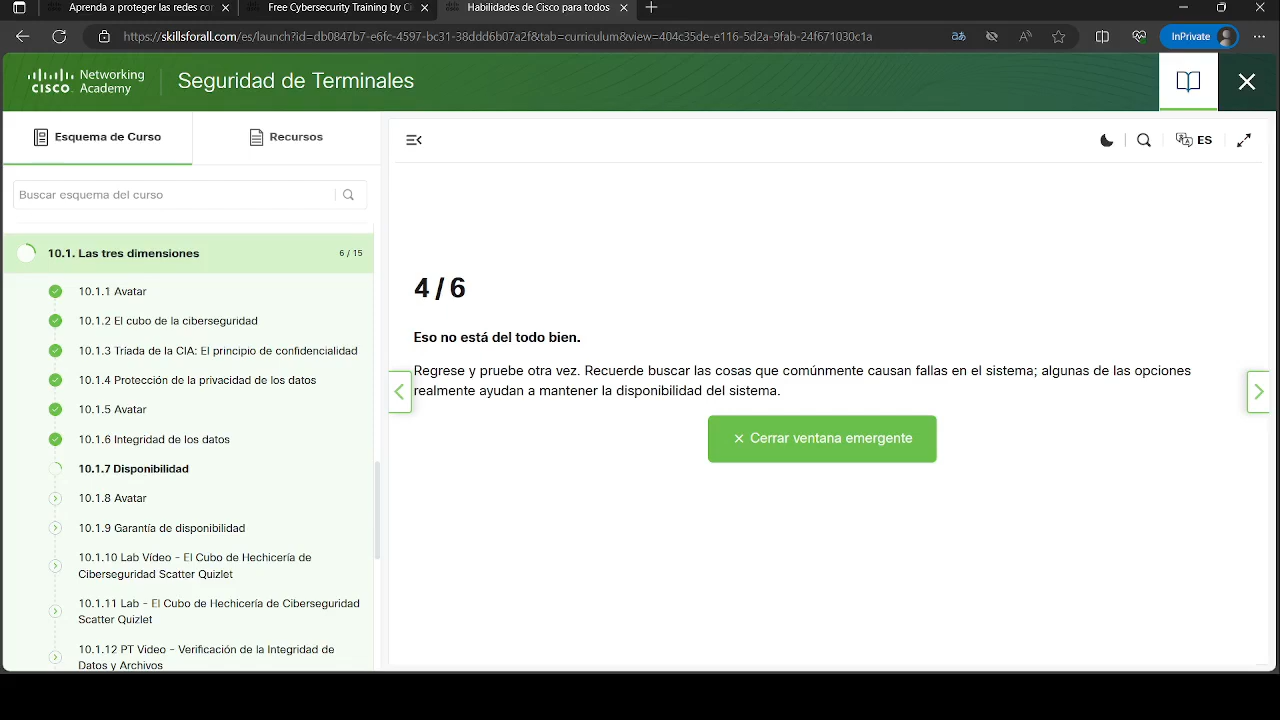 Aprenda a proteger las redes cor
Free Cybersecurity Training by Ci
Habilidades de Cisco para todos
https://skillsforall.com/es/launch?id=db0847b7-e6fc-4597-bc31-38ddd6b07a2f&tab=curriculum&view=404c35de-e116-5d2a-9fab-24f671030c1a
InPrivate
Networking
CISCO Academy
Seguridad de Terminales
Esquema de Curso
Recursos
ES
Buscar esquema del curso
10.1. Las tres dimensiones
6 / 15
10.1.1 Avatar
10.1.2 El cubo de la ciberseguridad
10.1.3 Tríada de la CIA: El principio de confidencialidad
10.1.4 Protección de la privacidad de los datos
10.1.5 Avatar
10.1.6 Integridad de los datos
10.1.7 Disponibilidad
10.1.8 Avatar
10.1.9 Garantía de disponibilidad
10.1.10 Lab Vídeo - El Cubo de Hechicería de
Ciberseguridad Scatter Quizlet
10.1.11 Lab - El Cubo de Hechicería de Ciberseguridad
Scatter Quizlet
10.1.12 PT Video - Verificación de la Integridad de
Datos y Archivos
4 / 6
Eso no está del todo bien.
Regrese y pruebe otra vez. Recuerde buscar las cosas que comúnmente causan fallas en el sistema; algunas de las opciones
realmente ayudan a mantener la disponibilidad del sistema.
Cerrar ventana emergente